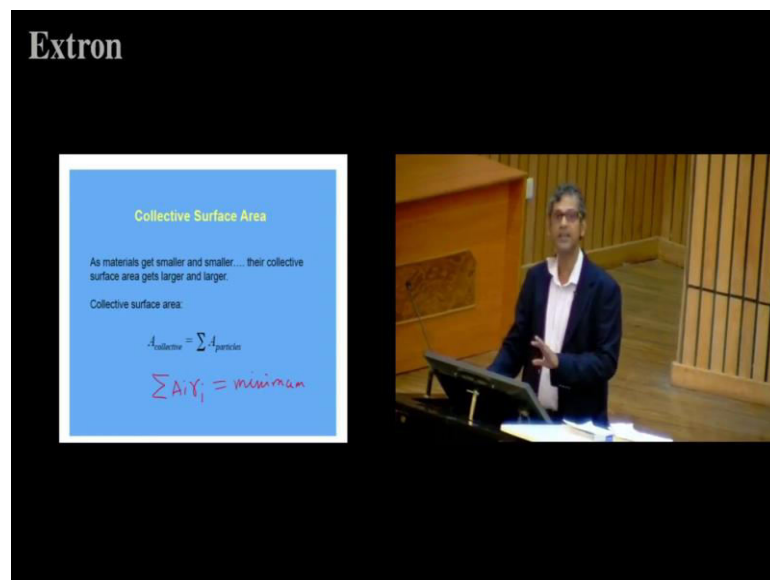 Extron
Collective Surface Area
As materials get smaller and smaller.... their collective
surface area gets larger and larger.
Collective surface area:
A_collective = ∑ A_particles
∑ Aiγi = minimum